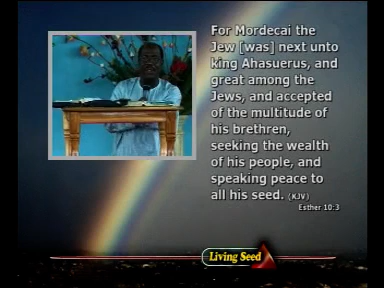 For Mordecai the
Jew [was] next unto
king Ahasuerus, and
great among the
Jews, and accepted
of the multitude of
his brethren,
seeking the wealth
of his people, and
speaking peace to
all his seed. (KJV)
Esther 10:3
Living Seed